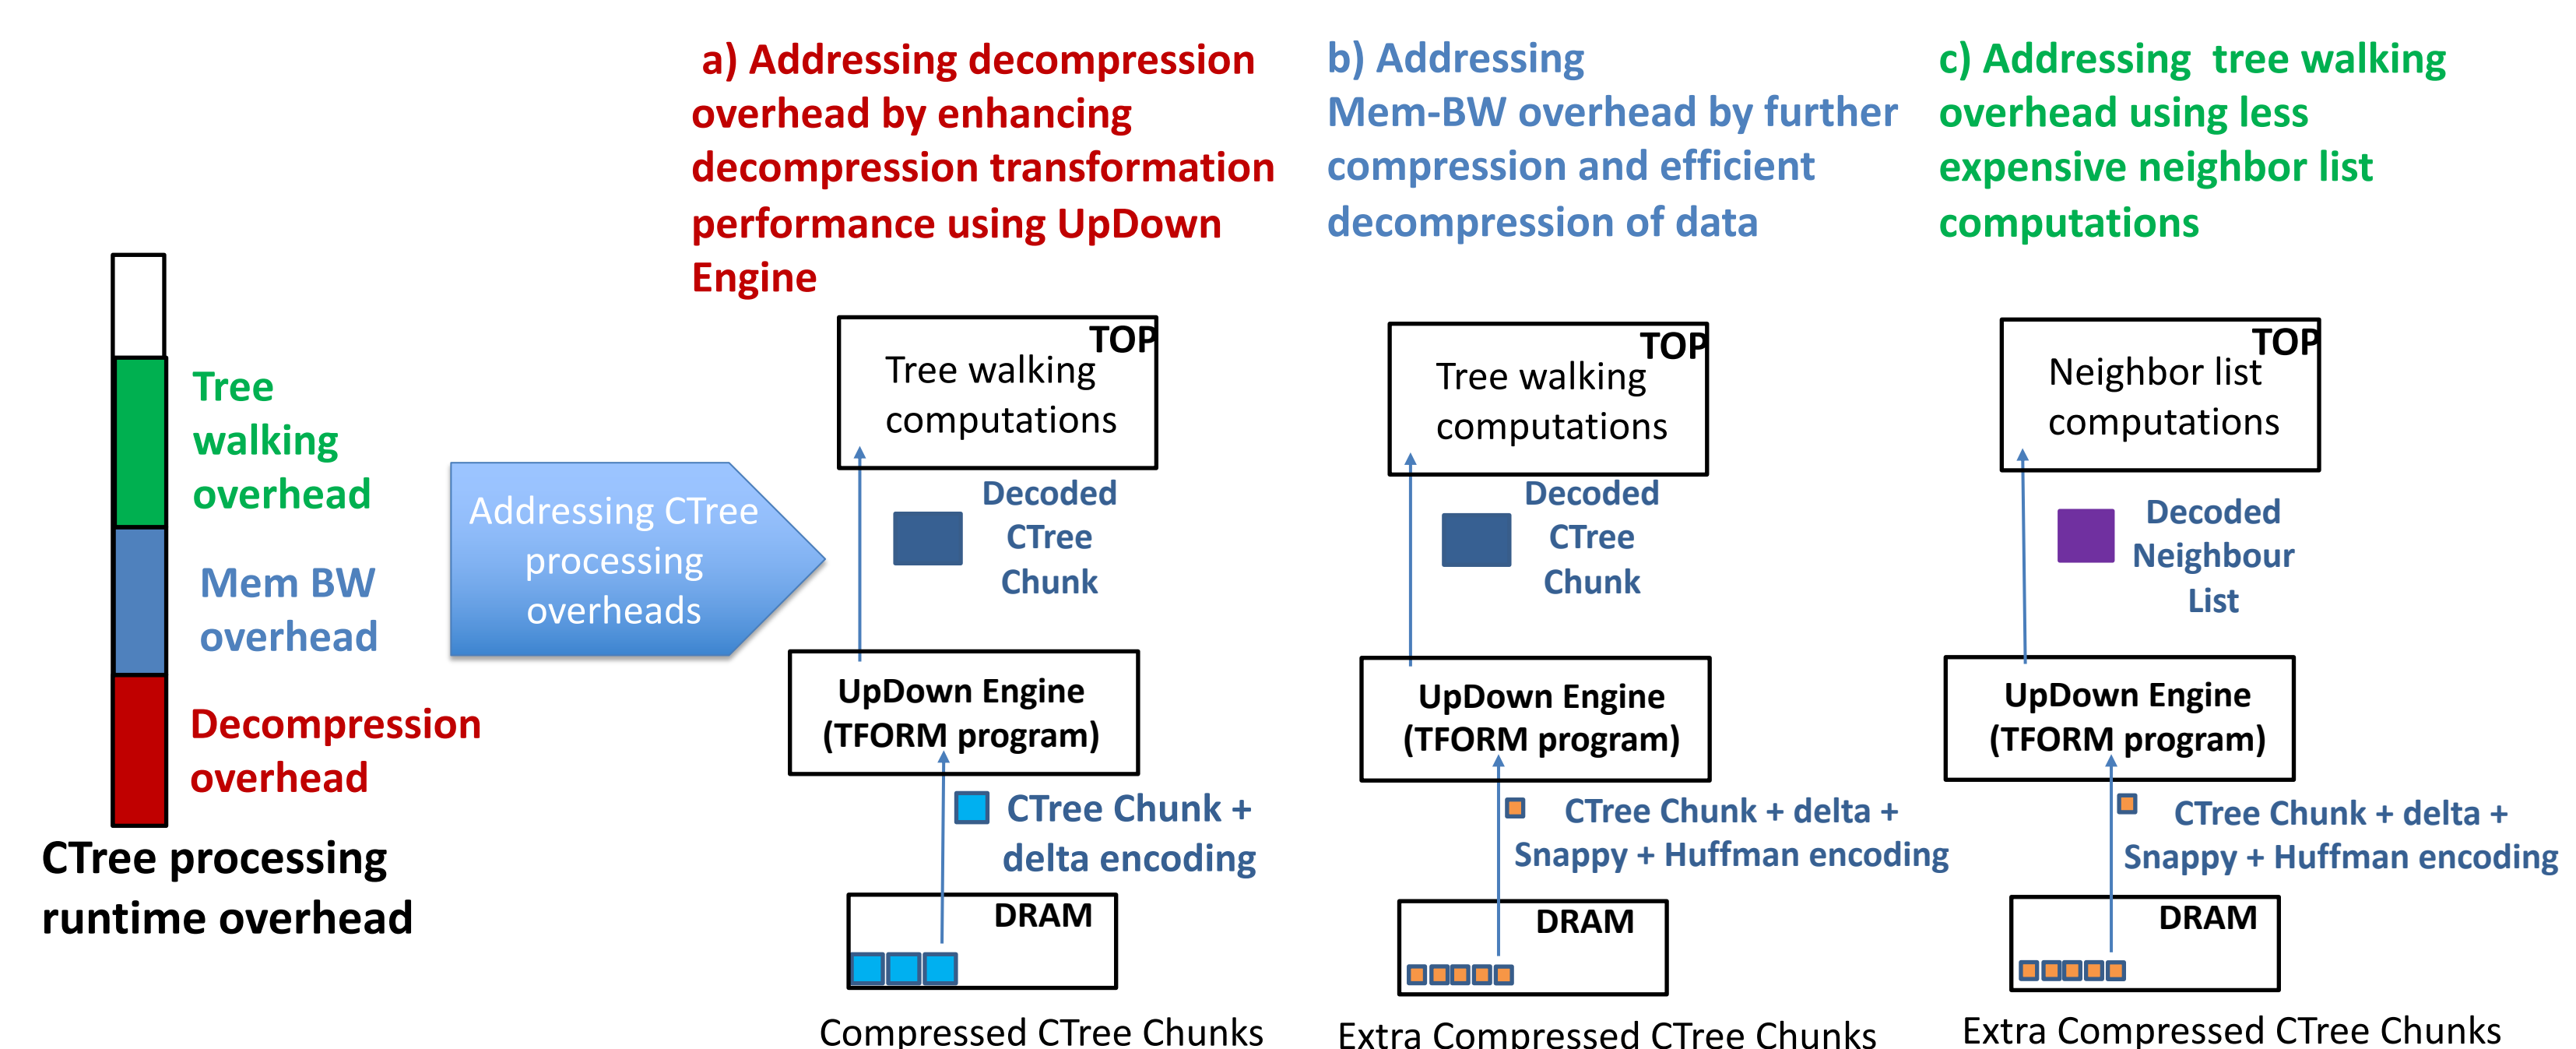 a) Addressing decompression
overhead by enhancing
decompression transformation
performance using UpDown
Engine
b) Addressing
Mem-BW overhead by further
compression and efficient
decompression of data
c) Addressing  tree walking
overhead using less
expensive neighbor list
computations
Tree
walking
overhead
Mem BW
overhead
Decompression
overhead
CTree processing
runtime overhead
Addressing CTree
processing
overheads
TOP
Tree walking
computations
Decoded
CTree
Chunk
UpDown Engine
(TFORM program)
CTree Chunk +
delta encoding
DRAM
Compressed CTree Chunks
TOP
Tree walking
computations
Decoded
CTree
Chunk
UpDown Engine
(TFORM program)
CTree Chunk + delta +
Snappy + Huffman encoding
DRAM
Extra Compressed CTree Chunks
TOP
Neighbor list
computations
Decoded
Neighbour
List
UpDown Engine
(TFORM program)
CTree Chunk + delta +
Snappy + Huffman encoding
DRAM
Extra Compressed CTree Chunks